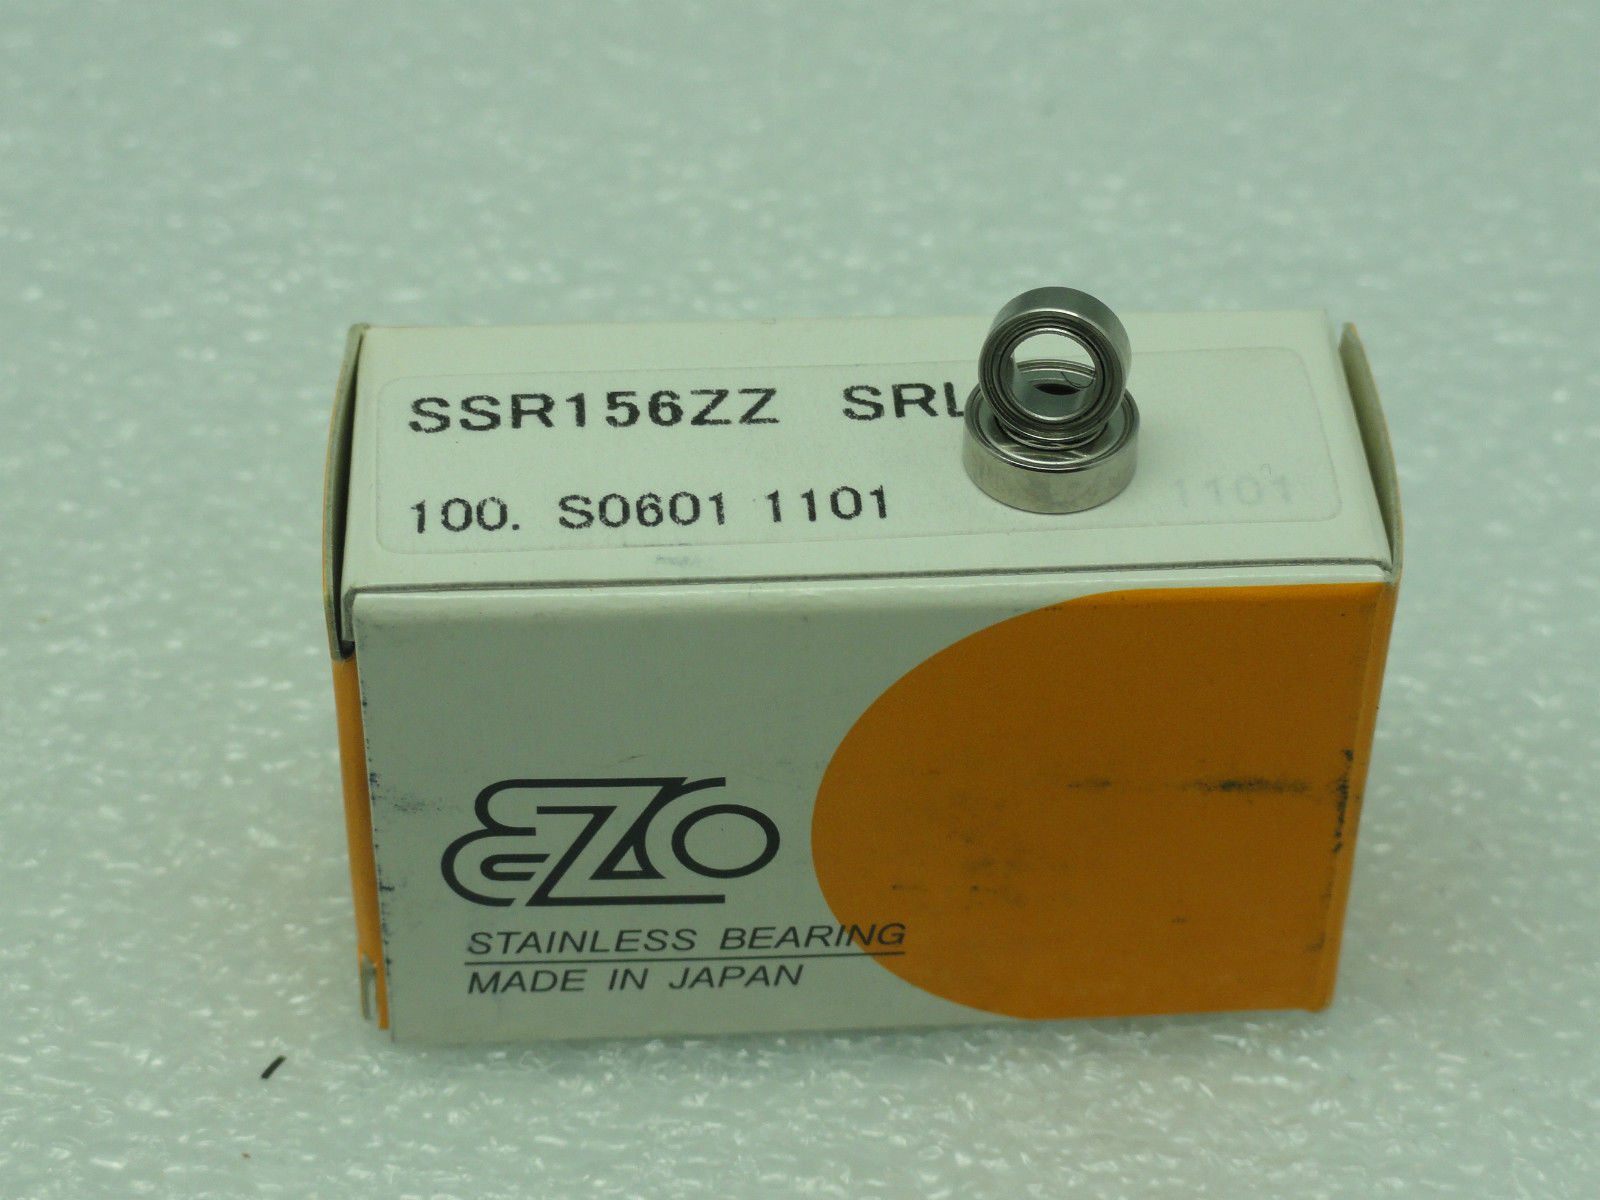 SSR156ZZ SRL
100. S0601 1101
1101
EZO
STAINLESS BEARING
MADE IN JAPAN